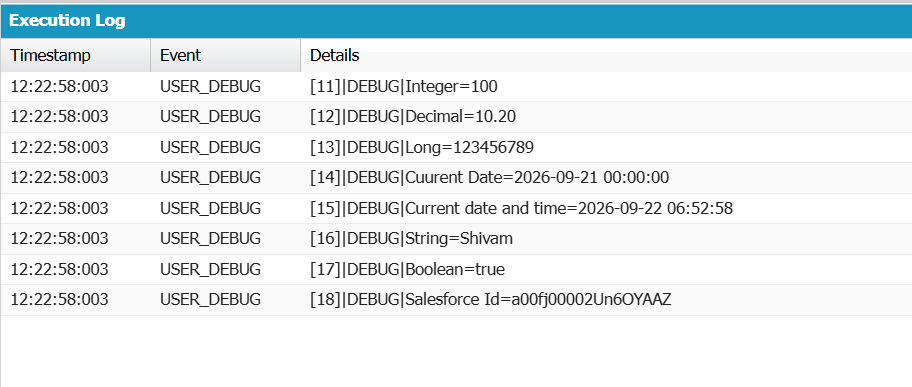 Execution Log
Timestamp Event Details
12:22:58:003 USER_DEBUG [11]|DEBUG|Integer=100
12:22:58:003 USER_DEBUG [12]|DEBUG|Decimal=10.20
12:22:58:003 USER_DEBUG [13]|DEBUG|Long=123456789
12:22:58:003 USER_DEBUG [14]|DEBUG|Cuurent Date=2026-09-21 00:00:00
12:22:58:003 USER_DEBUG [15]|DEBUG|Current date and time=2026-09-22 06:52:58
12:22:58:003 USER_DEBUG [16]|DEBUG|String=Shivam
12:22:58:003 USER_DEBUG [17]|DEBUG|Boolean=true
12:22:58:003 USER_DEBUG [18]|DEBUG|Salesforce Id=a00fj00002Un6OYAAZ